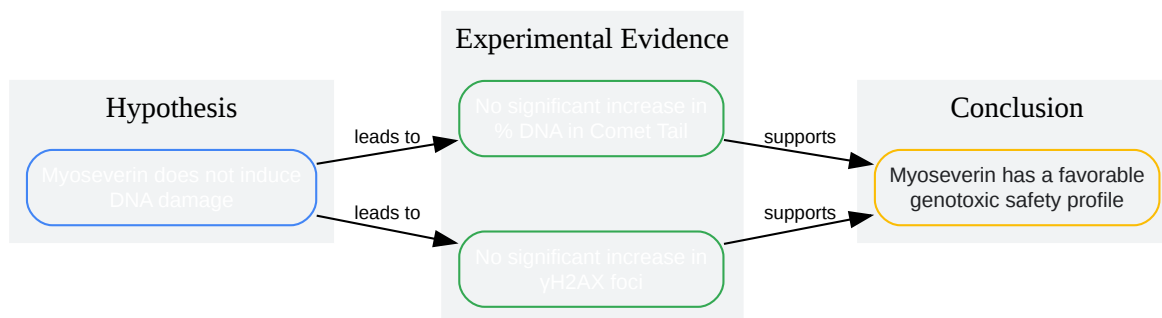 Hypothesis
Myoseverin does not induce
DNA damage
leads to
leads to
Experimental Evidence
No significant increase in
% DNA in Comet Tail
No significant increase in
γH2AX foci
supports
supports
Conclusion
Myoseverin has a favorable
genotoxic safety profile